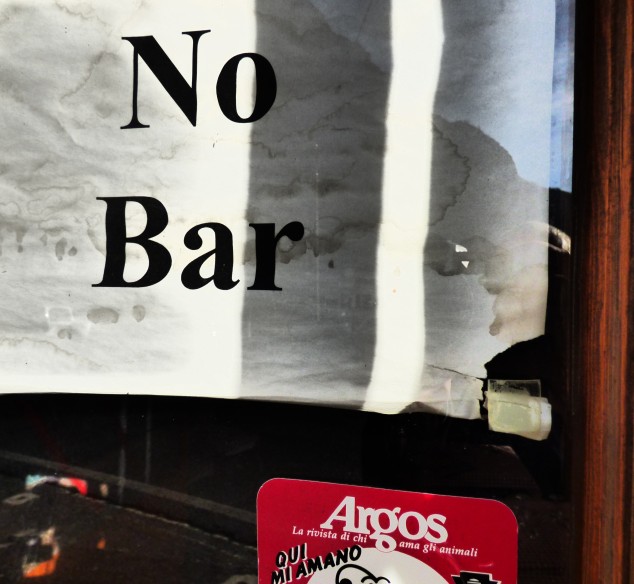 No
Bar
Argos
La rivista di chi ama gli animali
QUI
MI AMANO